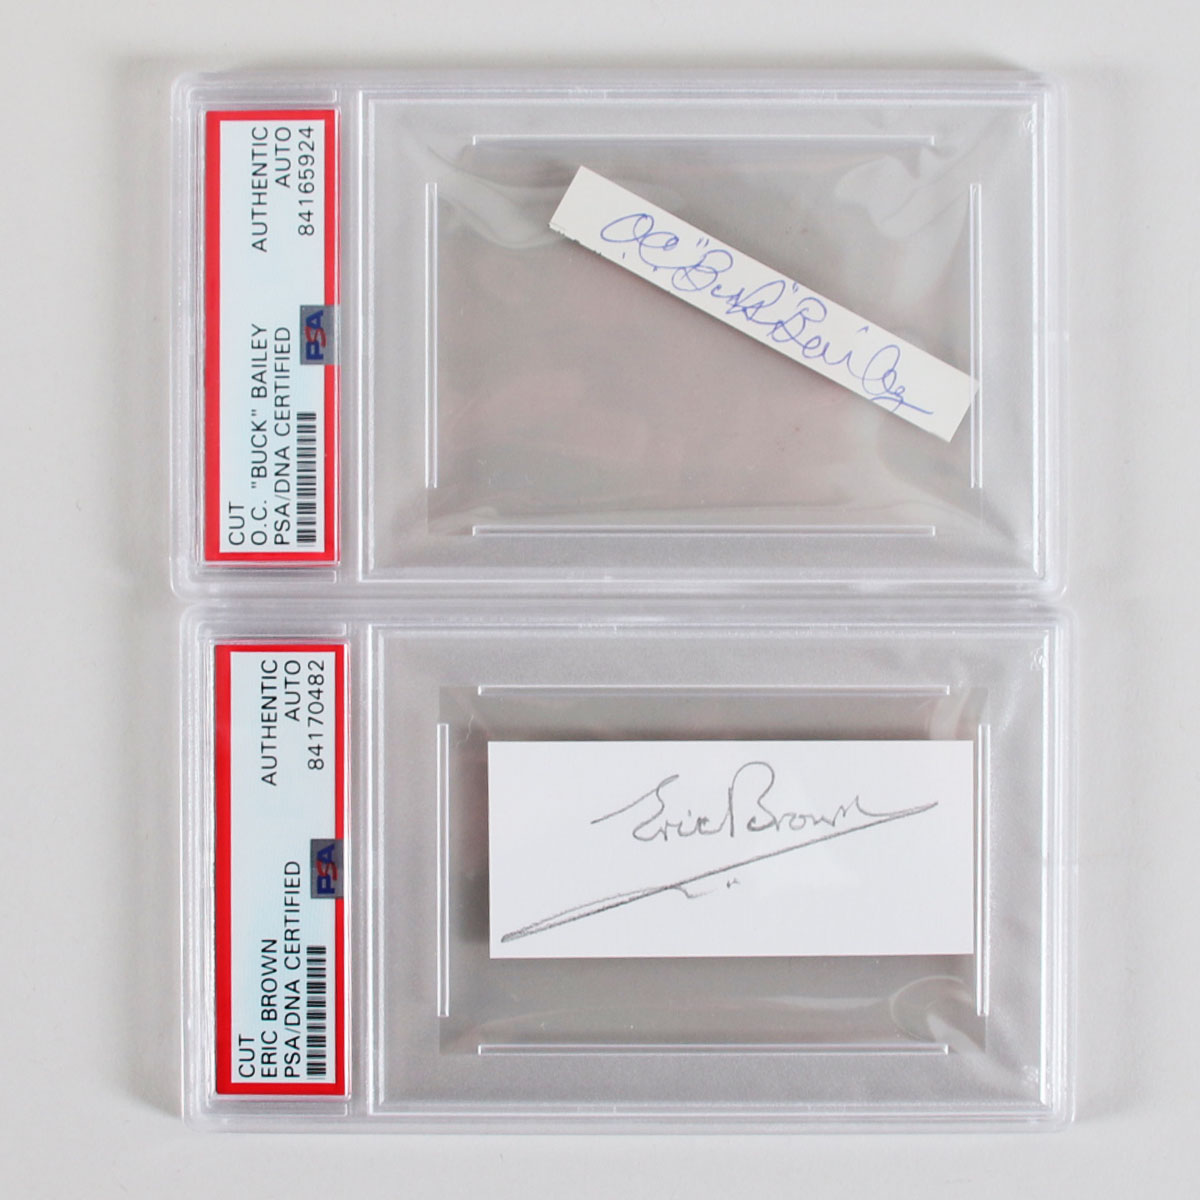 CUT
O.C. "BUCK" BAILEY
PSA/DNA CERTIFIED
AUTHENTIC
AUTO
84165924
PSA
O.C. "Buck" Bailey
CUT
ERIC BROWN
PSA/DNA CERTIFIED
AUTHENTIC
AUTO
84170482
PSA
Eric Brown